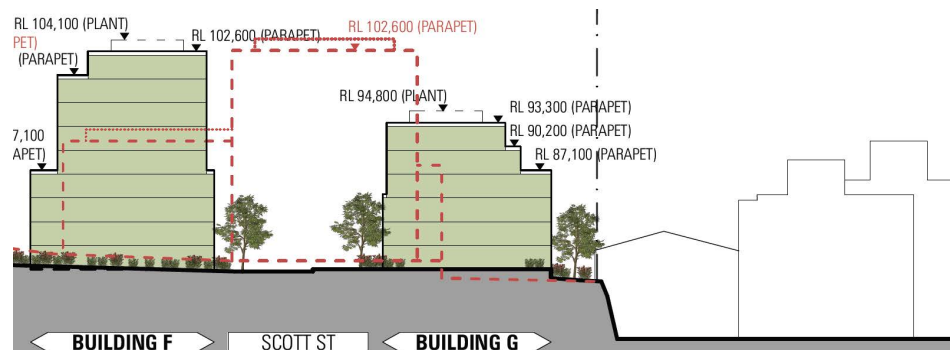 RL 104,100 (PLANT)
PET)
(PARAPET)
RL 102,600 (PARAPET)
RL 102,600 (PARAPET)
RL 94,800 (PLANT)
RL 93,300 (PARAPET)
RL 90,200 (PARAPET)
RL 87,100 (PARAPET)
7,100
APET)
BUILDING F
SCOTT ST
BUILDING G